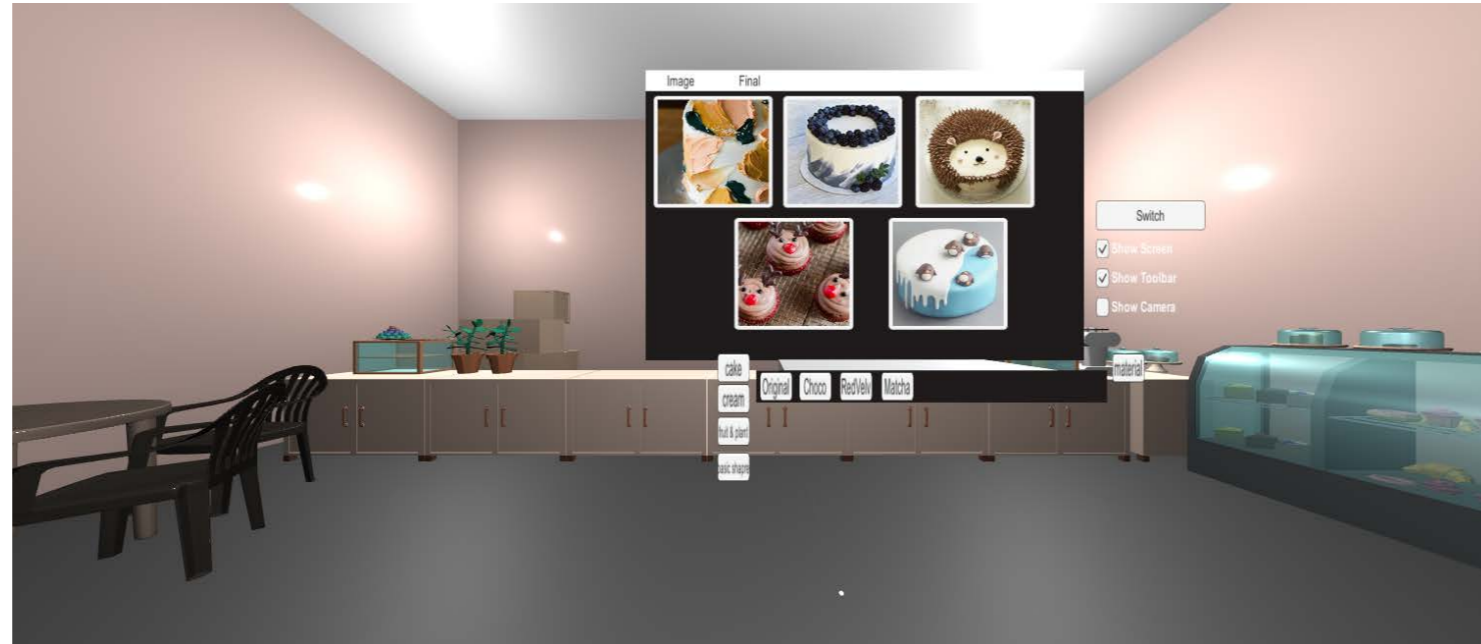 Image Final
Switch
Show Screen
Show Toolbar
Show Camera
cake
material
Original Choco RedVelv Matcha
cream
fruit & plant
basic shapre